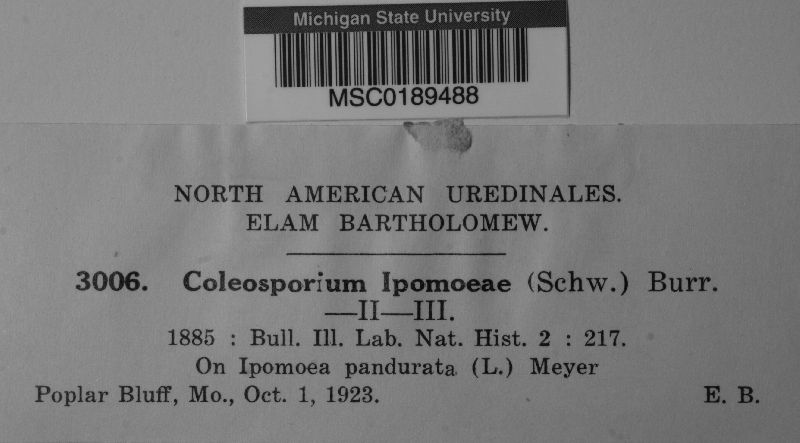 Michigan State University
MSC0189488
NORTH AMERICAN UREDINALES.
ELAM BARTHOLOMEW.
3006. Coleosporium Ipomoeae (Schw.) Burr.
—II—III.
1885 : Bull. Ill. Lab. Nat. Hist. 2 : 217.
On Ipomoea pandurata (L.) Meyer
Poplar Bluff, Mo., Oct. 1, 1923. E. B.